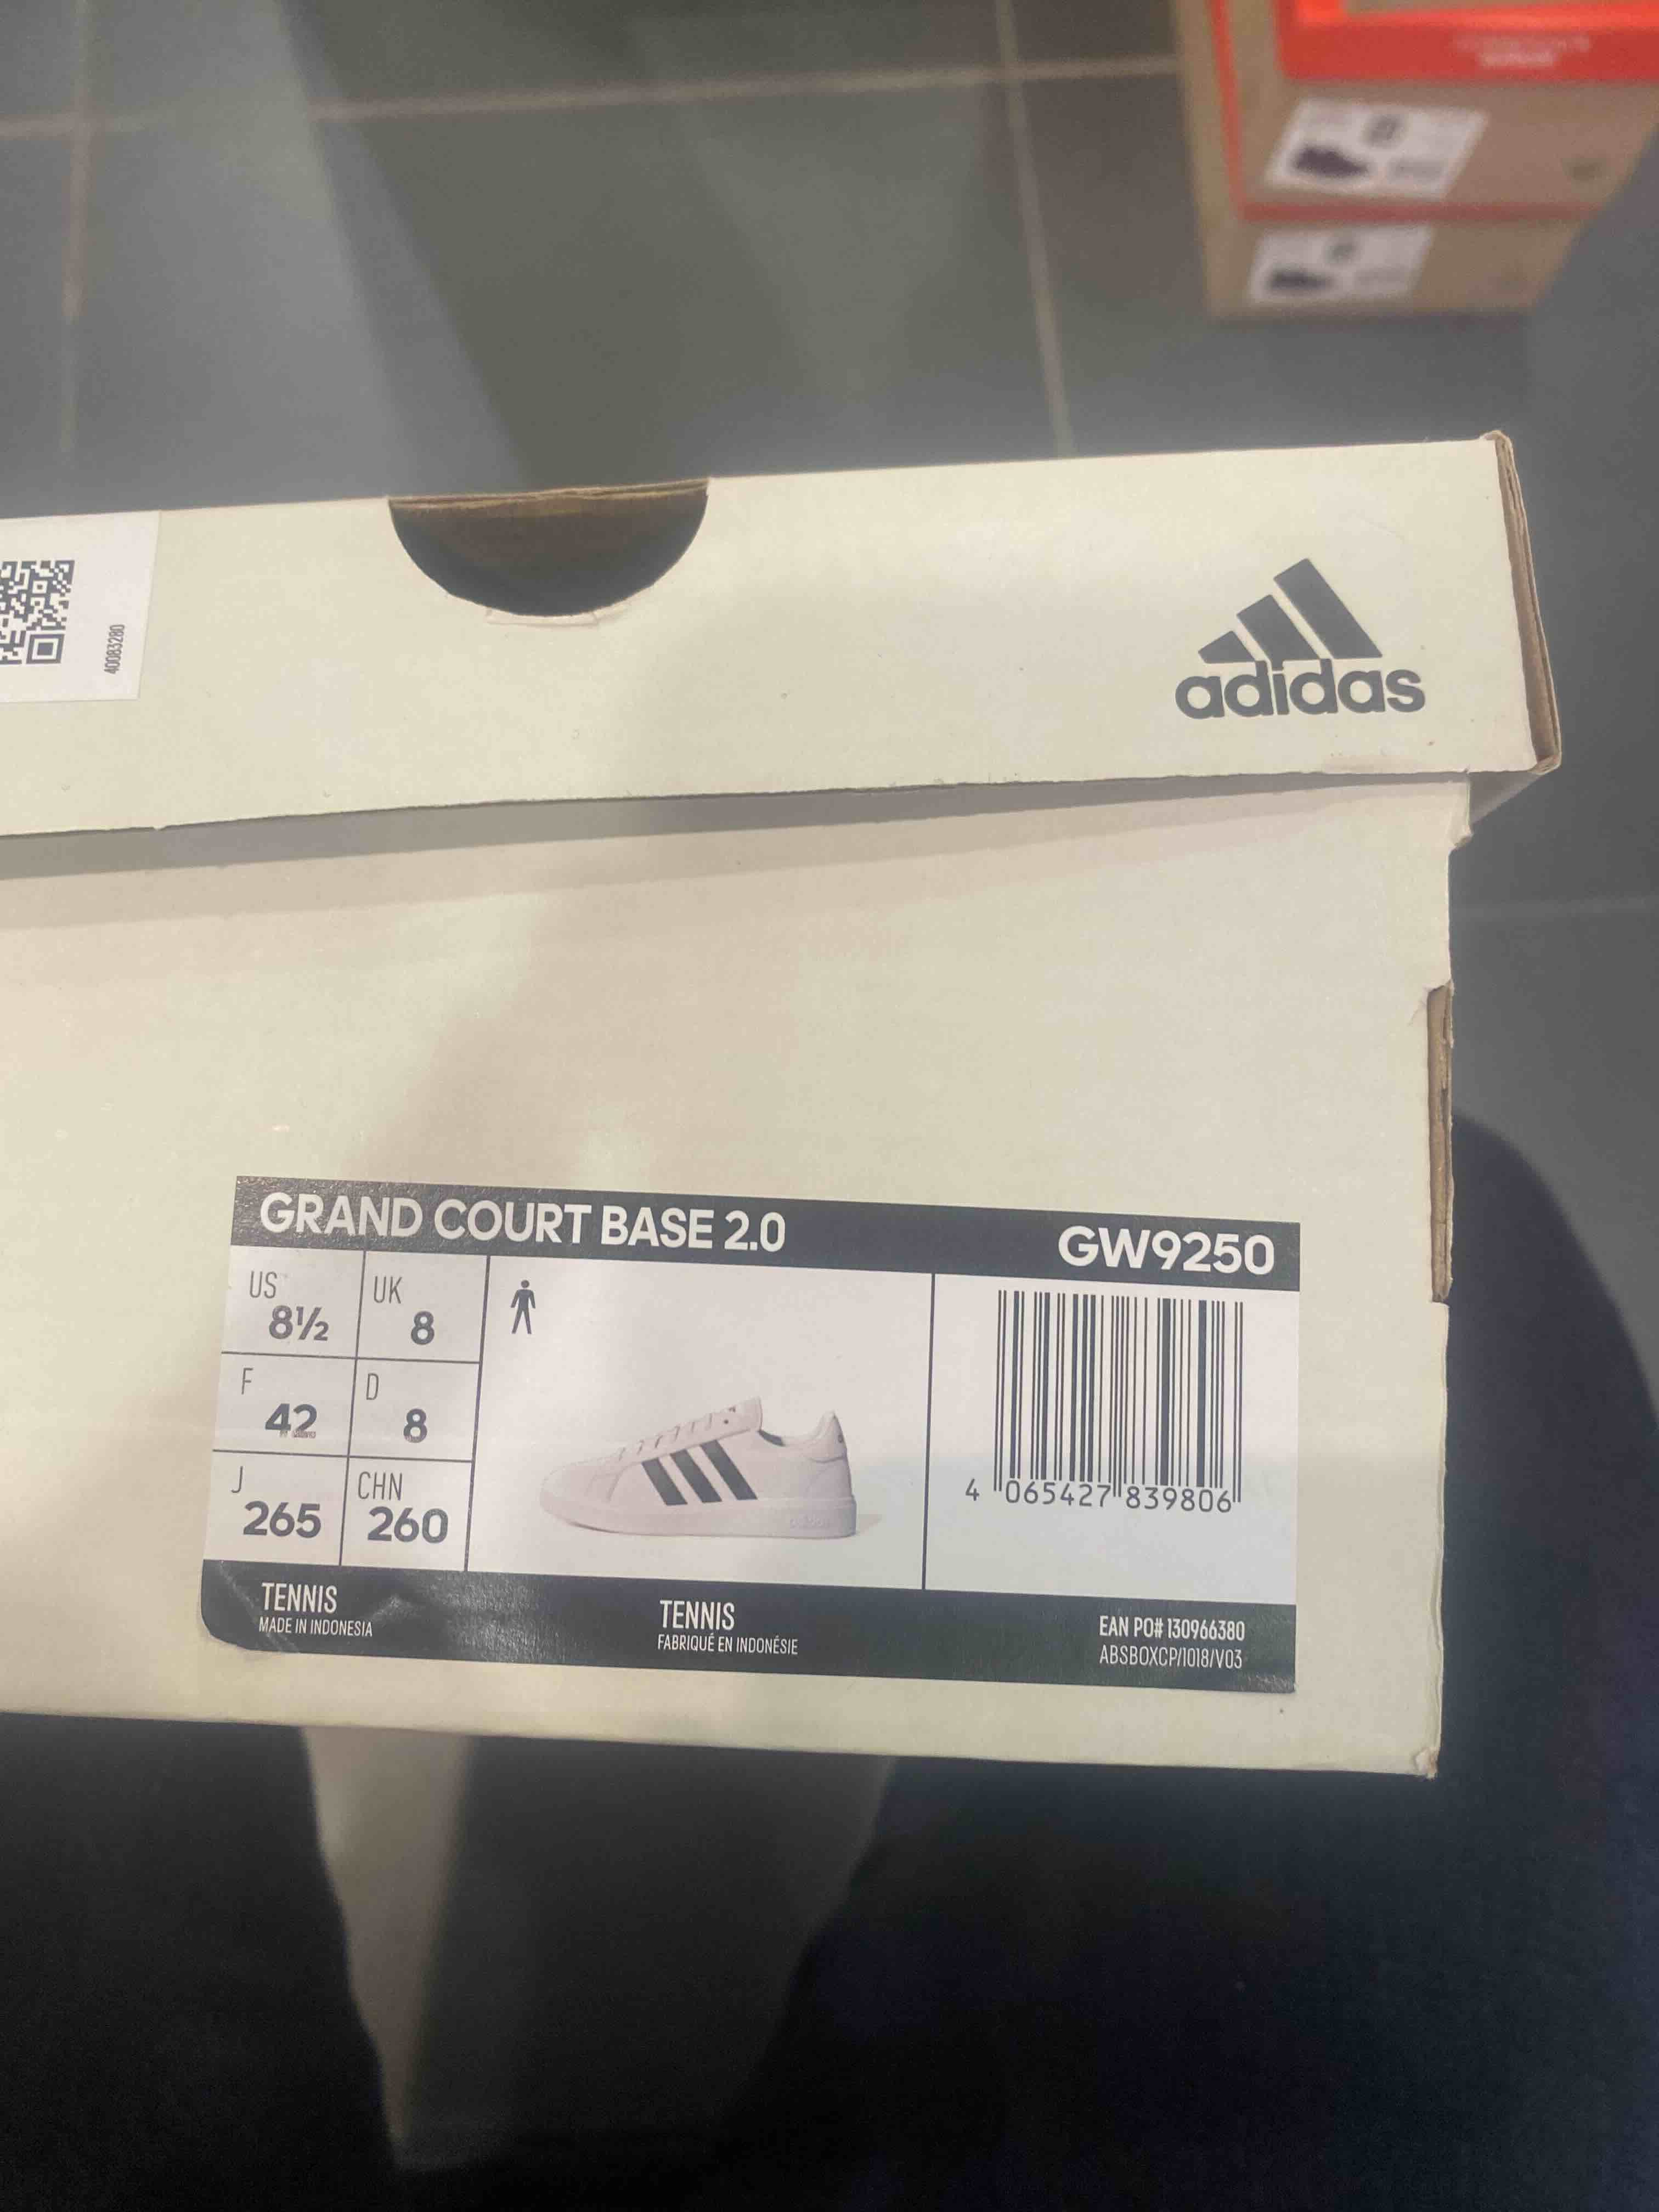 40083280
adidas
GRAND COURT BASE 2.0
GW9250
US
8½
UK
8
F
42
D
8
J
265
CHN
260
4 065427 839806
TENNIS
MADE IN INDONESIA
TENNIS
FABRIQUÉ EN INDONÉSIE
EAN PO# 130966380
ABSBOXCP/1018/V03